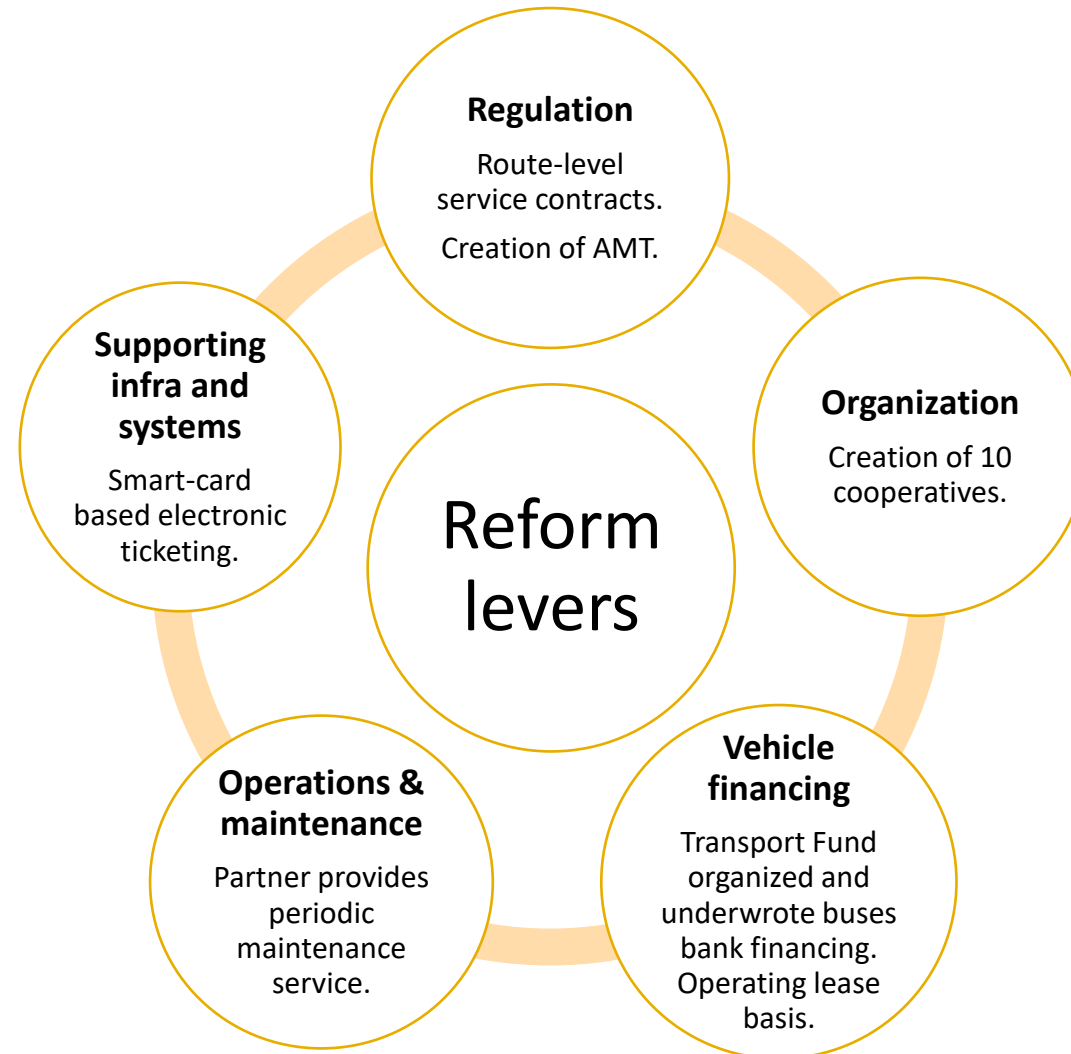 Regulation
Route-level
service contracts.
Creation of AMT.
Organization
Creation of 10
cooperatives.
Vehicle
financing
Transport Fund
organized and
underwrote buses
bank financing.
Operating lease
basis.
Operations &
maintenance
Partner provides
periodic
maintenance
service.
Supporting
infra and
systems
Smart-card
based electronic
ticketing.
Reform
levers